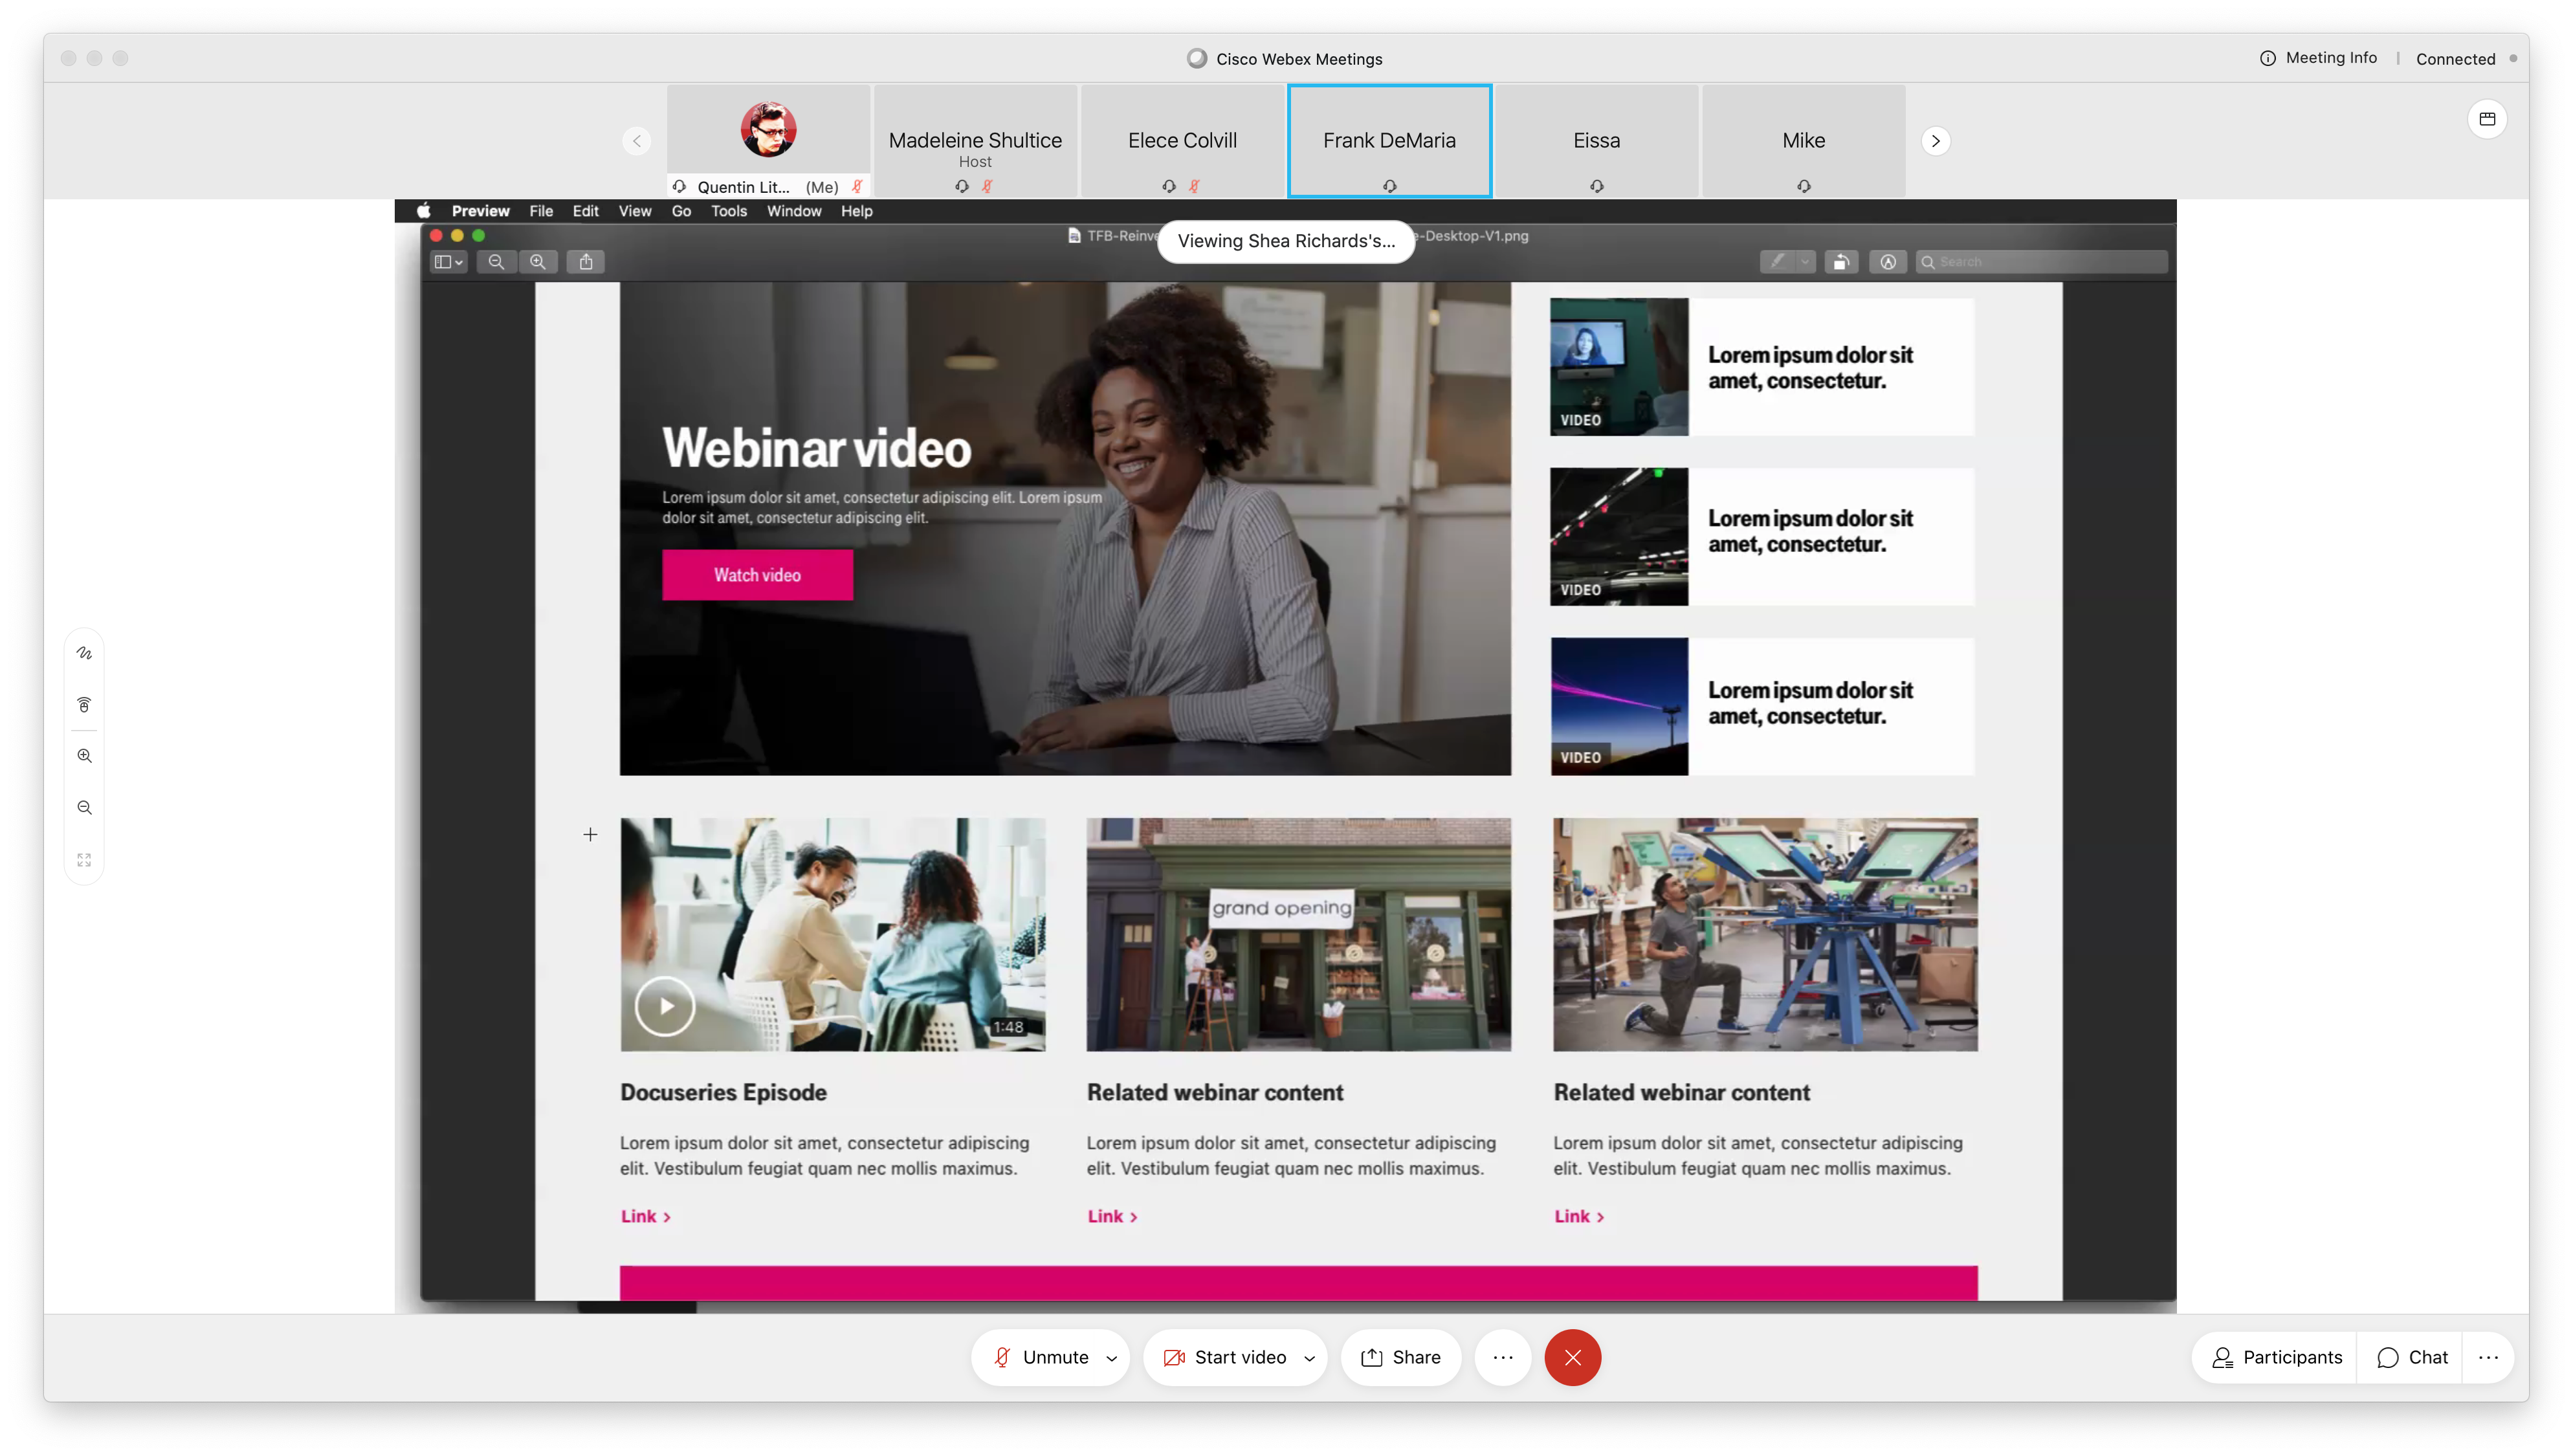 Cisco Webex Meetings
Meeting Info | Connected
Quentin Lit... (Me)
Madeleine Shultice
Host
Elece Colvill
Frank DeMaria
Eissa
Mike
Preview File Edit View Go Tools Window Help
TFB-Reinve
Viewing Shea Richards's...
e-Desktop-V1.png
Search
Webinar video
Lorem ipsum dolor sit amet, consectetur adipiscing elit. Lorem ipsum
dolor sit amet, consectetur adipiscing elit.
Watch video
VIDEO
Lorem ipsum dolor sit
amet, consectetur.
VIDEO
Lorem ipsum dolor sit
amet, consectetur.
VIDEO
Lorem ipsum dolor sit
amet, consectetur.
1:48
grand opening
Docuseries Episode
Lorem ipsum dolor sit amet, consectetur adipiscing
elit. Vestibulum feugiat quam nec mollis maximus.
Link >
Related webinar content
Lorem ipsum dolor sit amet, consectetur adipiscing
elit. Vestibulum feugiat quam nec mollis maximus.
Link >
Related webinar content
Lorem ipsum dolor sit amet, consectetur adipiscing
elit. Vestibulum feugiat quam nec mollis maximus.
Link >
Unmute
Start video
Share
Participants
Chat